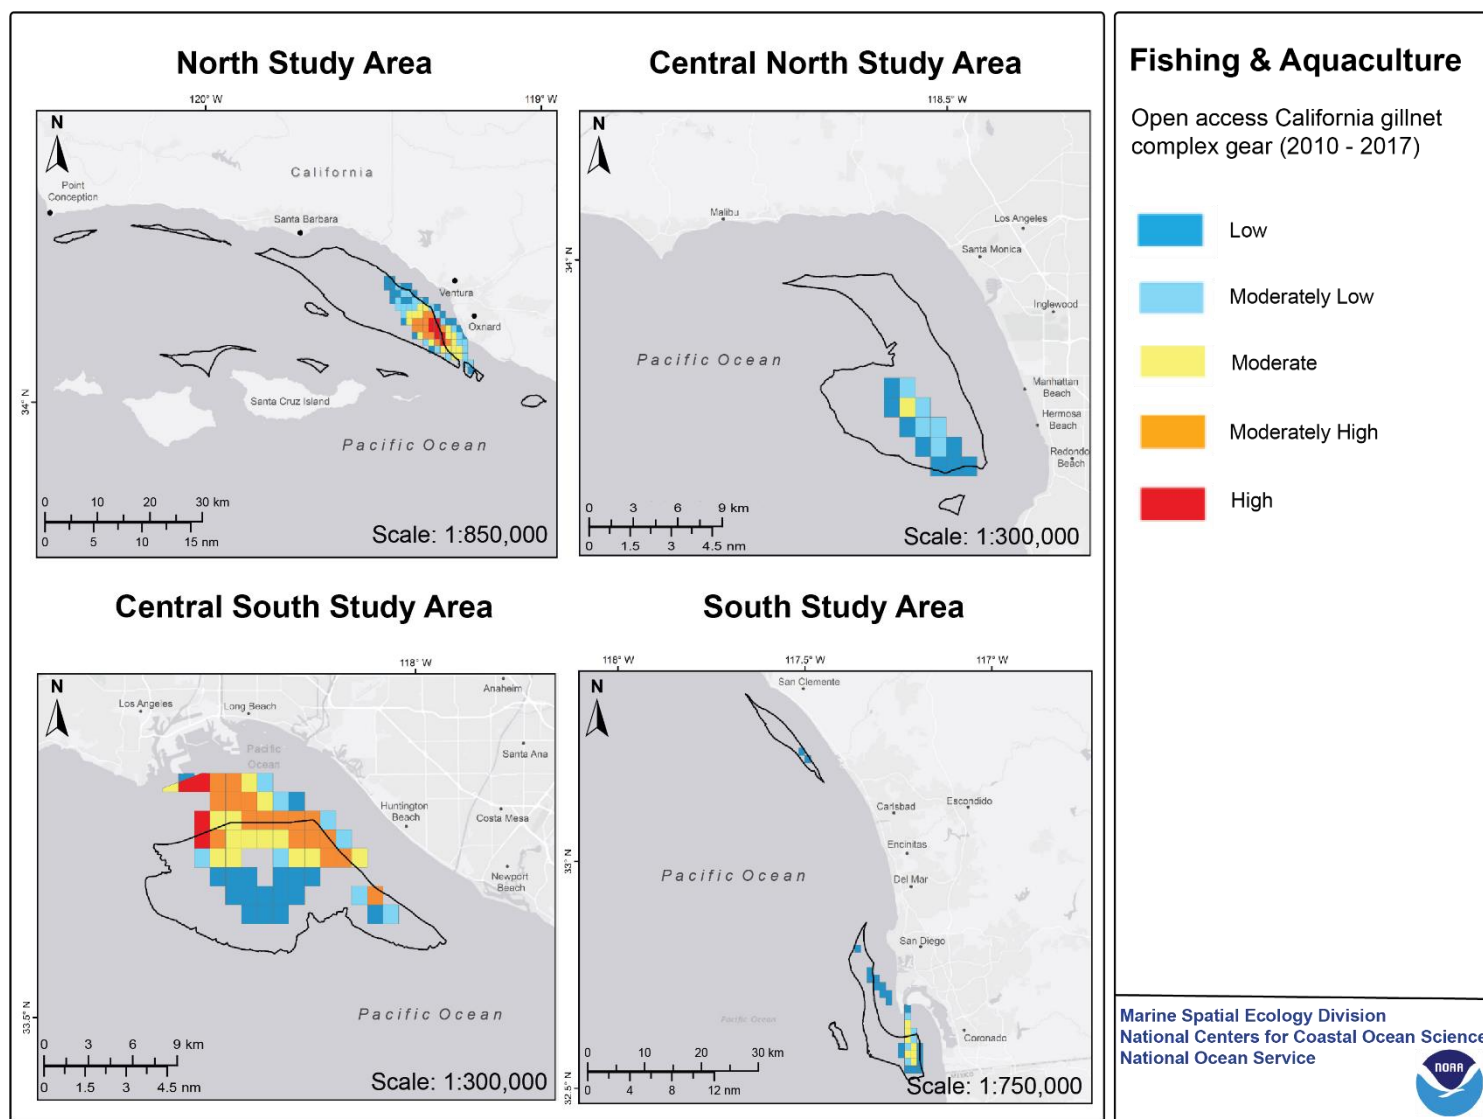 North Study Area
120° W
119° W
N
Point
Conception
California
Santa Barbara
Ventura
Oxnard
34° N
Santa Cruz Island
Pacific Ocean
0 10 20 30 km
0 5 10 15 nm
Scale: 1:850,000
Central North Study Area
118.5° W
N
Malibu
Los Angeles
Santa Monica
34° N
Inglewood
Pacific Ocean
Manhattan
Beach
Hermosa
Beach
Redondo
Beach
0 3 6 9 km
0 1.5 3 4.5 nm
Scale: 1:300,000
Central South Study Area
118° W
N
Anaheim
Los Angeles
Long Beach
Pacific
Ocean
Santa Ana
Huntington
Beach
Costa Mesa
Newport
Beach
33.5° N
Pacific Ocean
0 3 6 9 km
0 1.5 3 4.5 nm
Scale: 1:300,000
South Study Area
118° W
117.5° W
117° W
N
San Clemente
Carlsbad
Escondido
Encinitas
33° N
Pacific Ocean
Del Mar
San Diego
Pacific Ocean
Coronado
MEXICO
0 10 20 30 km
0 4 8 12 nm
32.5° N
Scale: 1:750,000
Fishing & Aquaculture
Open access California gillnet
complex gear (2010 - 2017)
Low
Moderately Low
Moderate
Moderately High
High
Marine Spatial Ecology Division
National Centers for Coastal Ocean Science
National Ocean Service
NOAA